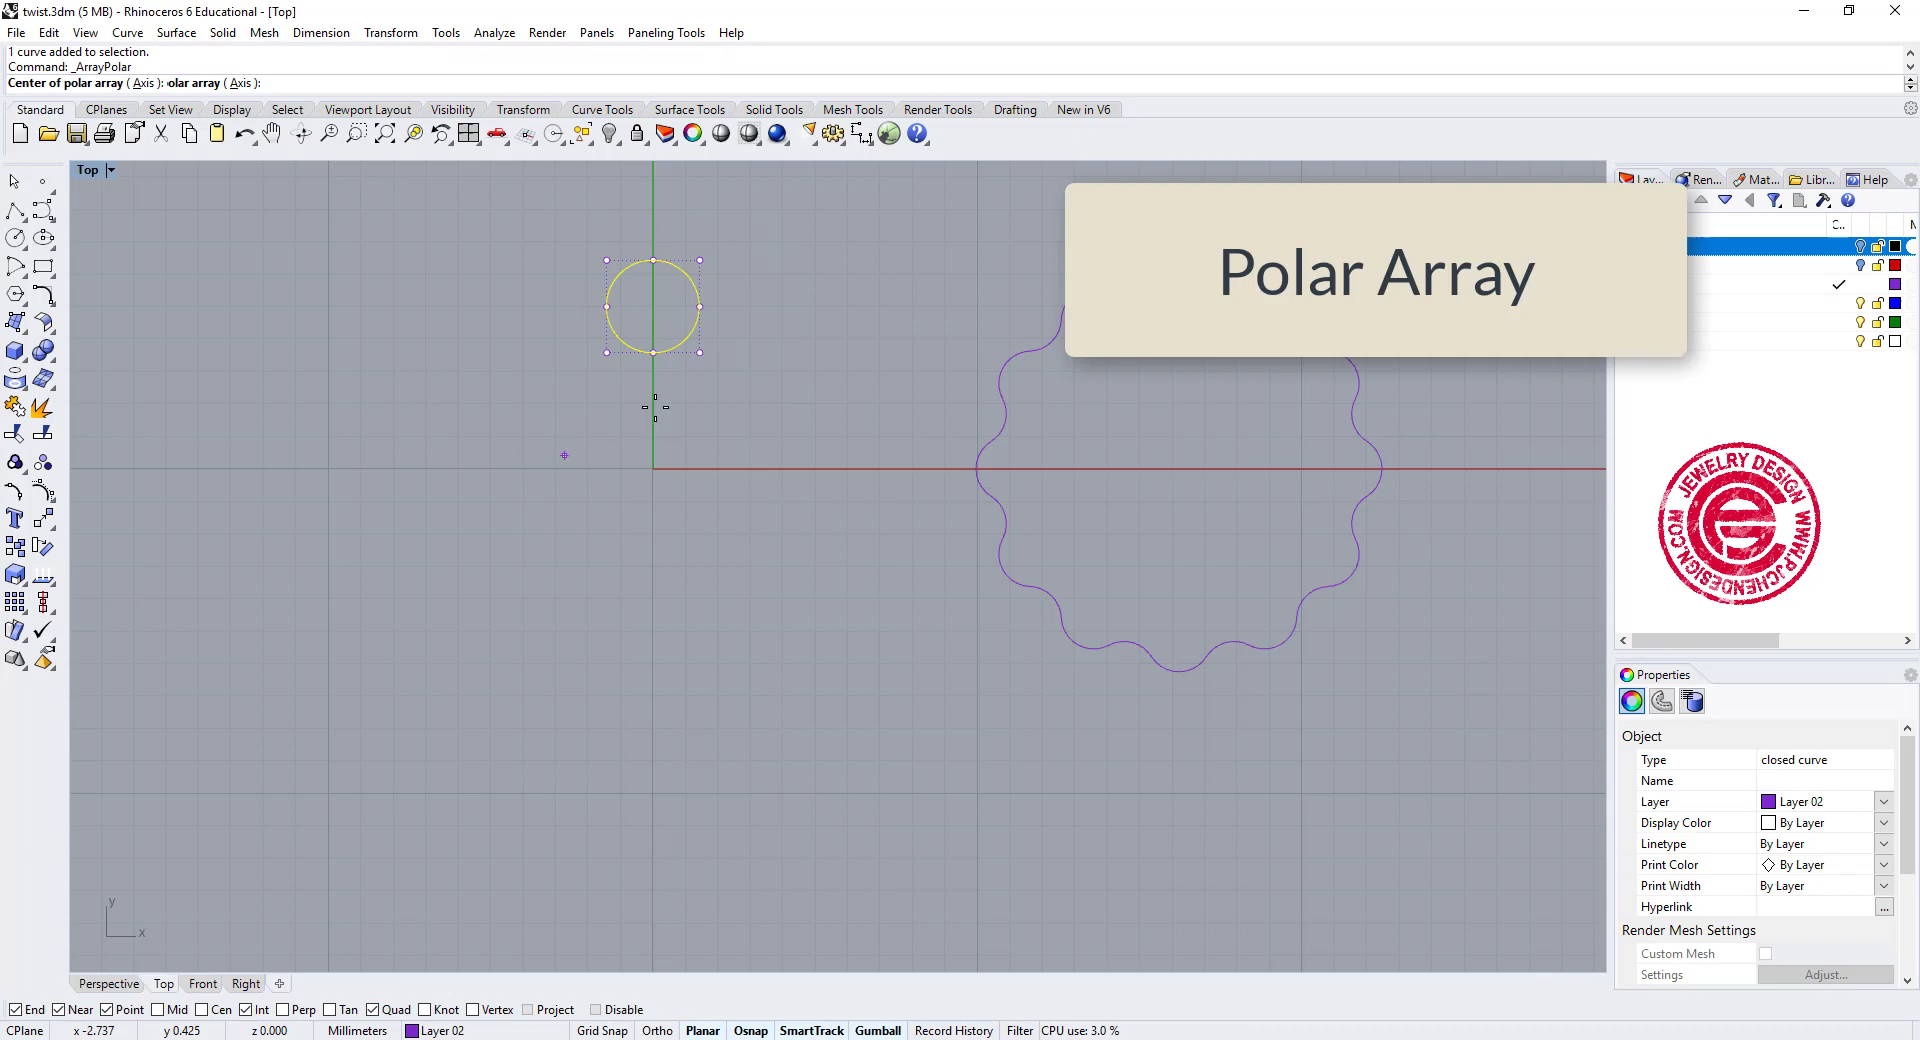 twist.3dm (5 MB) - Rhinoceros 6 Educational - [Top]
File Edit View Curve Surface Solid Mesh Dimension Transform Tools Analyze Render Panels Paneling Tools Help
1 curve added to selection.
Command: _ArrayPolar
Center of polar array ( Axis ): olar array ( Axis ):
Standard CPlanes Set View Display Select Viewport Layout Visibility Transform Curve Tools Surface Tools Solid Tools Mesh Tools Render Tools Drafting New in V6
Top
Lay... Ren... Mat... Libr... Help
C.. M
Polar Array
JEWELRY DESIGN WWW.PJCHENDESIGN.COM
y
x
Properties
Object
Type closed curve
Name
Layer Layer 02
Display Color By Layer
Linetype By Layer
Print Color By Layer
Print Width By Layer
Hyperlink ...
Render Mesh Settings
Custom Mesh
Settings Adjust...
Perspective Top Front Right
End Near Point Mid Cen Int Perp Tan Quad Knot Vertex Project Disable
CPlane x -2.737 y 0.425 z 0.000 Millimeters Layer 02 Grid Snap Ortho Planar Osnap SmartTrack Gumball Record History Filter CPU use: 3.0 %